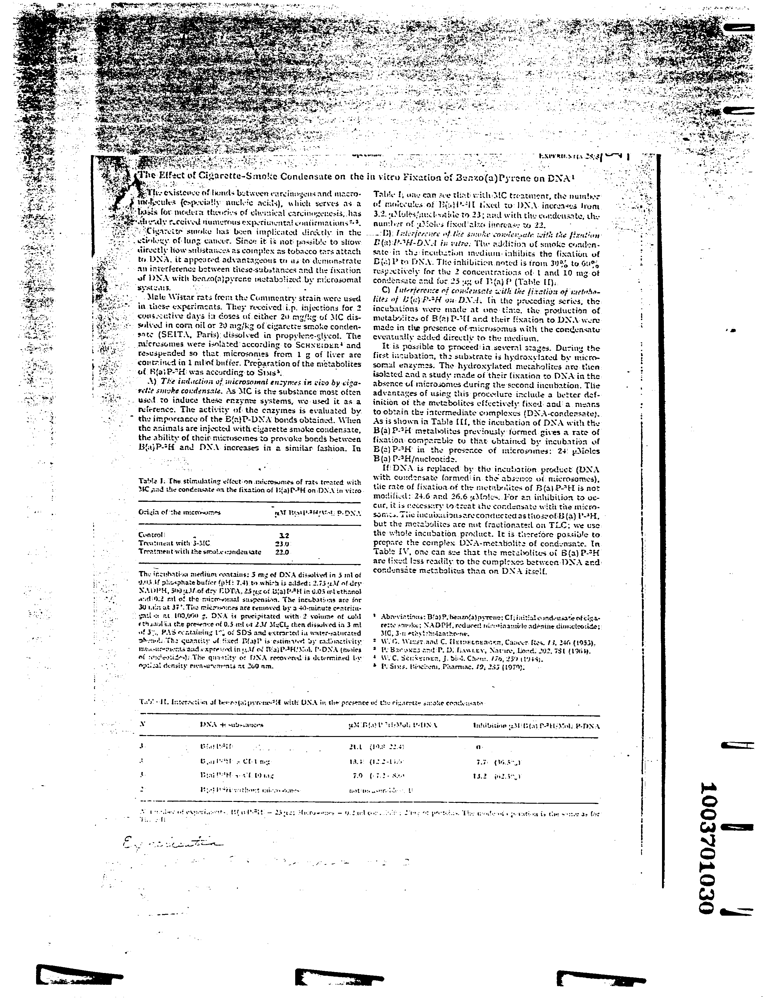 EXPERIENTIA 28/8
The Effect of Cigarette-Smoke Condensate on the in vitro Fixation of Benzo(a)Pyrene on DNA¹
The existence of bonds between carcinogens and macro-
molecules (especially nucleic acids), which serves as a
basis for modern theories of chemical carcinogenesis, has
already received numerous experimental confirmations
Cigarette smoke has been implicated directly in the
etiology of lung cancer. Since it is not possible to show
directly how substances as complex as tobacco tars attach
to DNA, it appeared advantageous to us to demonstrate
an interference between these substances and the fixation
of DNA with benzo(a)pyrene metabolized by microsomal
systems.
Male Wistar rats from the Commentry strain were used
in these experiments. They received i.p. injections for 2
consecutive days in doses of either 20 mg/kg of MC dis-
solved in corn oil or 20 mg/kg of cigarette smoke conden-
sate (SEITA, Paris) dissolved in propylene-glycol. The
microsomes were isolated according to SCHNEIDER⁴ and
resuspended so that microsomes from 1 g of liver are
contained in 1 ml of buffer. Preparation of the metabolites
of B(a)P-³H was according to SIMS⁵.
A) The induction of microsomal enzymes in vivo by ciga-
rette smoke condensate. As MC is the substance most often
used to induce these enzyme systems, we used it as a
reference. The activity of the enzymes is evaluated by
the importance of the B(a)P-DNA bonds obtained. When
the animals are injected with cigarette smoke condensate,
the ability of their microsomes to provoke bonds between
B(a)P-³H and DNA increases in a similar fashion. In
Table I. The stimulating effect on microsomes of rats treated with
MC and the condensate on the fixation of B(a)P-³H on DNA in vitro
Origin of the microsomes μM B(a)P-³H/Mol. P-DNA
Control 3.2
Treatment with 3-MC 23.0
Treatment with the smoke condensate 22.0
The incubation medium contains: 5 mg of DNA dissolved in 5 ml of
0.05 M phosphate buffer (pH: 7.4) to which is added: 2.75 μM of dry
NADPH, 300 μM of dry EDTA, 25 μg of B(a)P-³H in 0.05 ml ethanol
and 0.2 ml of the microsomal suspension. The incubations are for
30 min at 37°. The microsomes are removed by a 40-minute centrifu-
gation at 100,000 g. DNA is precipitated with 2 volume of cold
ethanol in the presence of 0.5 ml of 2M MgCl₂ then dissolved in 3 ml
of 5% PAS containing 1% of SDS and extracted in water-saturated
phenol. The quantity of fixed B(a)P is estimated by radioactivity
measurements and expressed in μM of B(a)P-³H/Mol. P-DNA (moles
of nucleotides). The quantity of DNA recovered is determined by
optical density measurements at 260 nm.
Table I, one can see that with MC treatment, the number
of molecules of B(a)P-³H fixed to DNA increases from
3.2 μMoles/nucleotide to 23; and with the condensate, the
number of μMoles fixed also increase to 22.
B) Interference of the smoke condensate with the fixation
B(a)P-³H-DNA in vitro. The addition of smoke conden-
sate in the incubation medium inhibits the fixation of
B(a)P to DNA. The inhibition noted is from 30% to 60%
respectively for the 2 concentrations of 1 and 10 mg of
condensate and for 25 μg of B(a)P (Table II).
C) Interference of condensate with the fixation of metabo-
lites of B(a)P-³H on DNA. In the preceding series, the
incubations were made at one time, the production of
metabolites of B(a)P-³H and their fixation to DNA were
made in the presence of microsomes with the condensate
eventually added directly to the medium.
It is possible to proceed in several stages. During the
first incubation, the substrate is hydroxylated by micro-
somal enzymes. The hydroxylated metabolites are then
isolated and a study made of their fixation to DNA in the
absence of microsomes during the second incubation. The
advantages of using this procedure include a better def-
inition of the metabolites effectively fixed and a means
to obtain the intermediate complexes (DNA-condensate).
As is shown in Table III, the incubation of DNA with the
B(a)P-³H metabolites previously formed gives a rate of
fixation comparable to that obtained by incubation of
B(a)P-³H in the presence of microsomes: 24 μMoles
B(a)P-³H/nucleotide.
If DNA is replaced by the incubation product (DNA
with condensate formed in the absence of microsomes),
the rate of fixation of the metabolites of B(a)P-³H is not
modified: 24.6 and 26.6 μMoles. For an inhibition to oc-
cur, it is necessary to treat the condensate with the micro-
somes. The incubations are conducted as those of B(a)P-³H,
but the metabolites are not fractionated on TLC; we use
the whole incubation product. It is therefore possible to
prepare the complex DNA-metabolite of condensate. In
Table IV, one can see that the metabolites of B(a)P-³H
are fixed less readily to the complexes between DNA and
condensate metabolites than on DNA itself.
¹ Abbreviations: B(a)P, benzo(a)pyrene; CI, initial condensate of ciga-
rette smoke; NADPH, reduced nicotinamide adenine dinucleotide;
MC, 3-methylcholanthrene.
² W. G. WIEST and C. HEIDELBERGER, Cancer Res. 13, 246 (1953).
³ P. BROOKES and P. D. LAWLEY, Nature, Lond. 202, 781 (1964).
⁴ W. C. SCHNEIDER, J. biol. Chem. 176, 259 (1948).
⁵ P. SIMS, Biochem. Pharmac. 19, 285 (1970).
Table II. Interaction of benzo(a)pyrene-³H with DNA in the presence of the cigarette smoke condensate
N DNA + substances μM B(a)P-³H/Mol. P-DNA Inhibition μM B(a)P-³H/Mol. P-DNA
3 B(a)P-³H 21.1 (19.8-22.4) 0
3 B(a)P-³H + CI 1 mg 13.4 7.7 (36.5%)
3 B(a)P-³H + CI 10 mg 7.9 13.2 (62.5%)
2 B(a)P-³H without microsomes not measurable
N number of experiments. B(a)P-³H = 25 μg; Microsomes = 0.2 ml of proteins. The mode of operation is the same as for
Experientia
1003701030